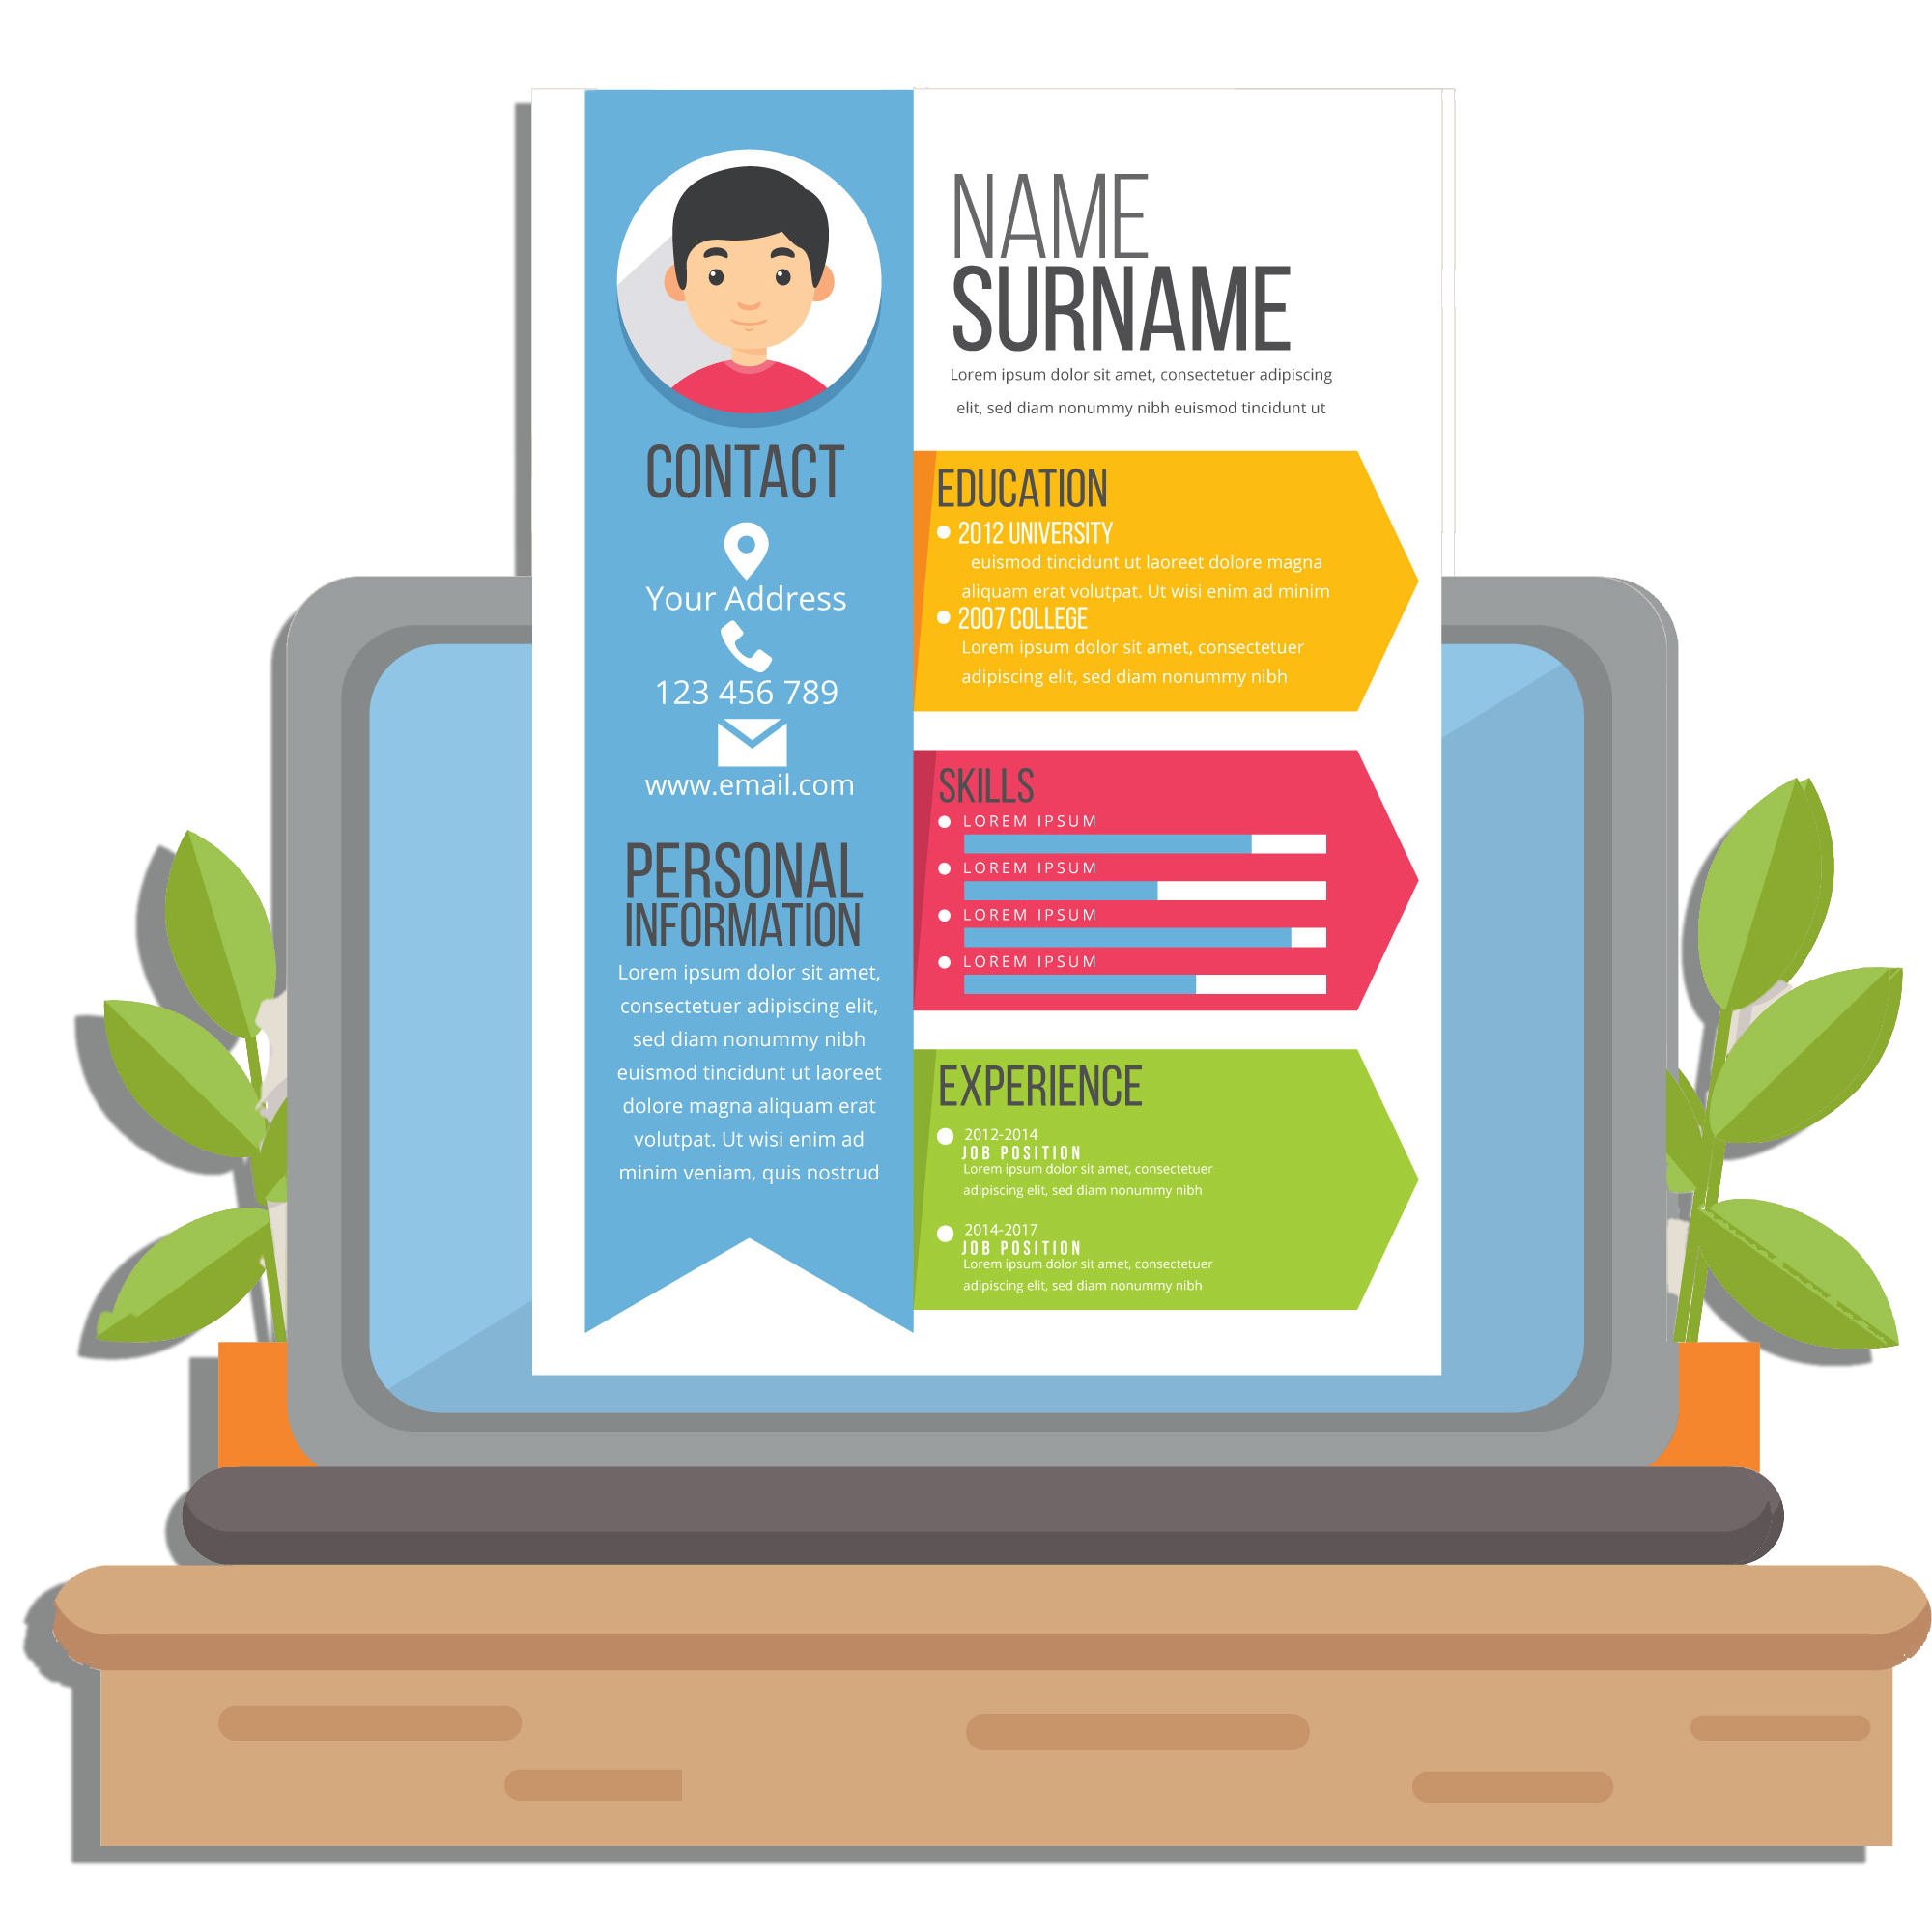 NAME
SURNAME
Lorem ipsum dolor sit amet, consectetuer adipiscing
elit, sed diam nonummy nibh euismod tincidunt ut
CONTACT
Your Address
123 456 789
www.email.com
PERSONAL
INFORMATION
Lorem ipsum dolor sit amet,
consectetuer adipiscing elit,
sed diam nonummy nibh
euismod tincidunt ut laoreet
dolore magna aliquam erat
volutpat. Ut wisi enim ad
minim veniam, quis nostrud
EDUCATION
2012 UNIVERSITY
euismod tincidunt ut laoreet dolore magna
aliquam erat volutpat. Ut wisi enim ad minim
2007 COLLEGE
Lorem ipsum dolor sit amet, consectetuer
adipiscing elit, sed diam nonummy nibh
SKILLS
LOREM IPSUM
LOREM IPSUM
LOREM IPSUM
LOREM IPSUM
EXPERIENCE
2012-2014
JOB POSITION
Lorem ipsum dolor sit amet, consectetuer
adipiscing elit, sed diam nonummy nibh
2014-2017
JOB POSITION
Lorem ipsum dolor sit amet, consectetuer
adipiscing elit, sed diam nonummy nibh